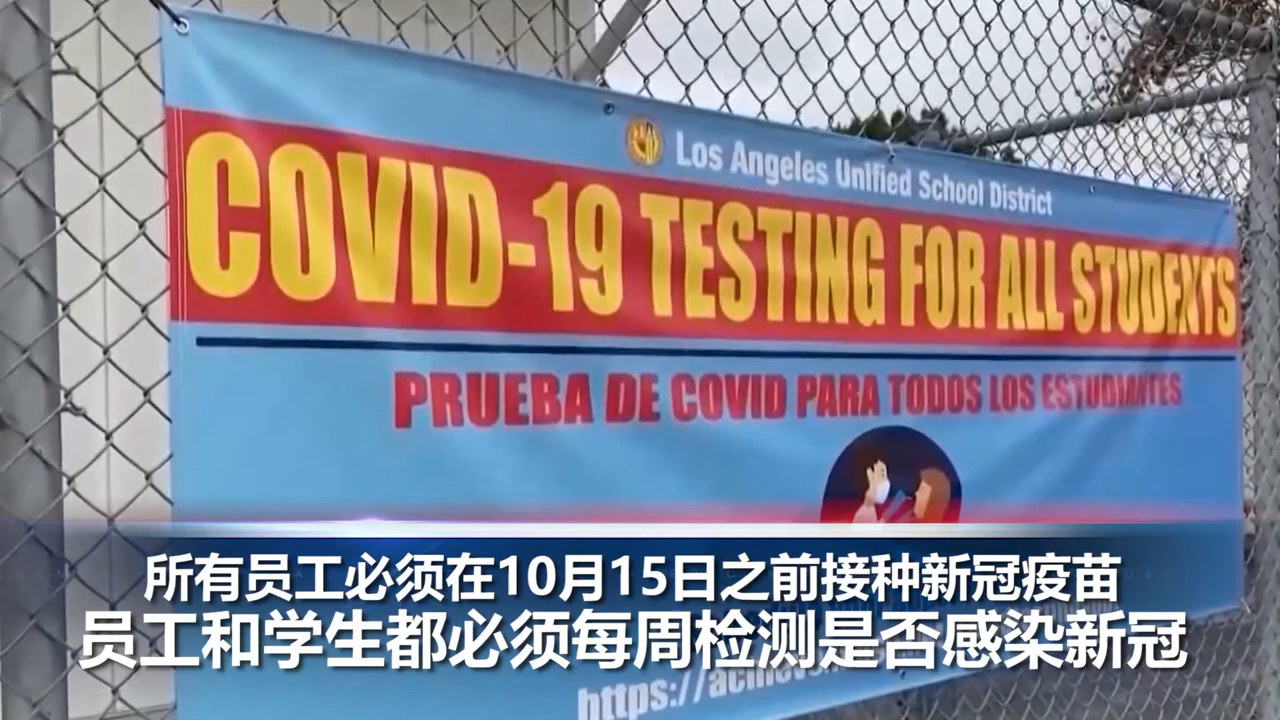 Los Angeles Unified School District
COVID-19 TESTING FOR ALL STUDENTS
PRUEBA DE COVID PARA TODOS LOS ESTUDIANTES
所有员工必须在10月15日之前接种新冠疫苗
员工和学生都必须每周检测是否感染新冠